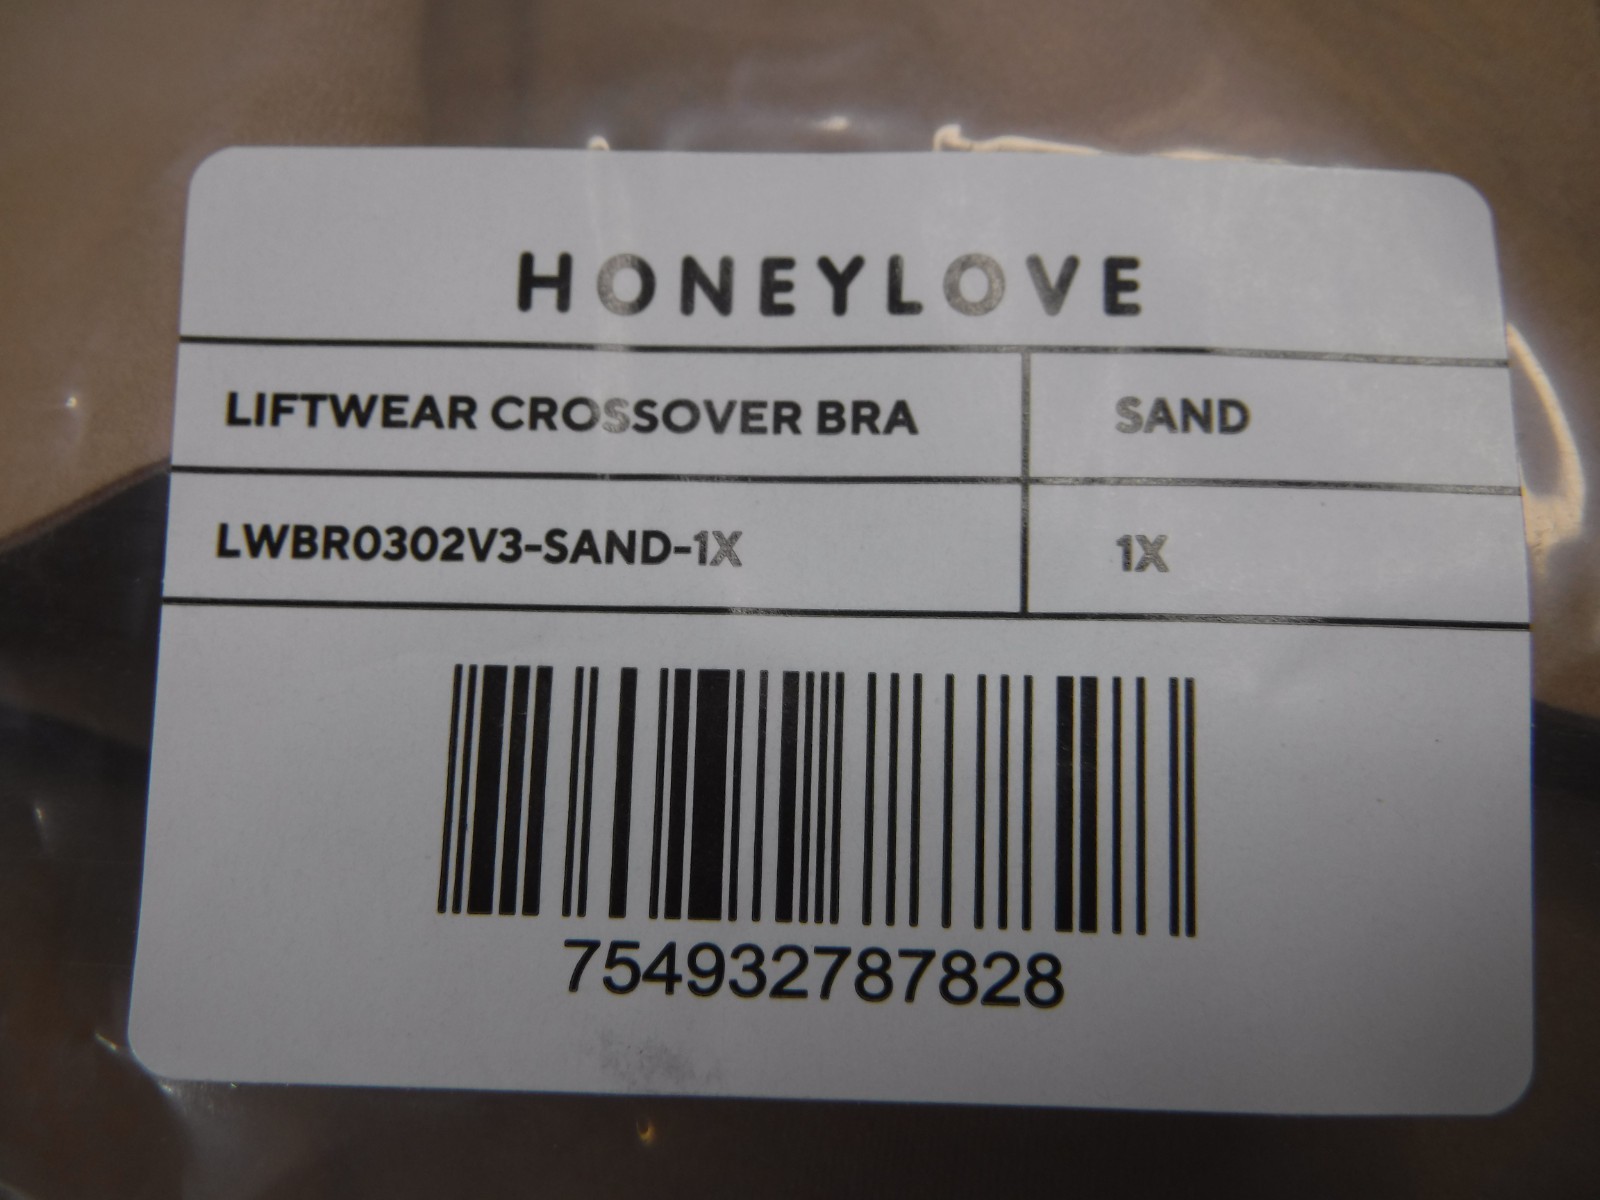 HONEYLOVE
LIFTWEAR CROSSOVER BRA
SAND
LWBR0302V3-SAND-1X
1X
754932787828